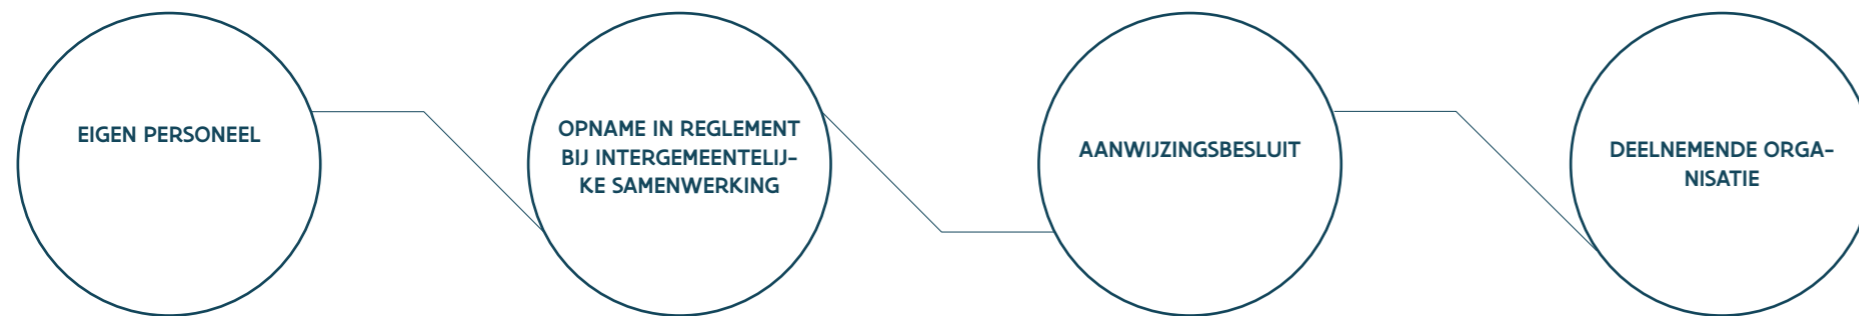 EIGEN PERSONEEL
OPNAME IN REGLEMENT
BIJ INTERGEMEENTELIJ-
KE SAMENWERKING
AANWIJZINGSBESLUIT
DEELNEMENDE ORGA-
NISATIE